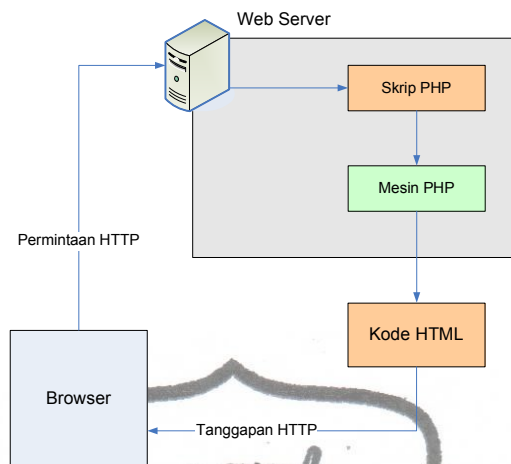 Web Server
Skrip PHP
Mesin PHP
Permintaan HTTP
Kode HTML
Browser
Tanggapan HTTP